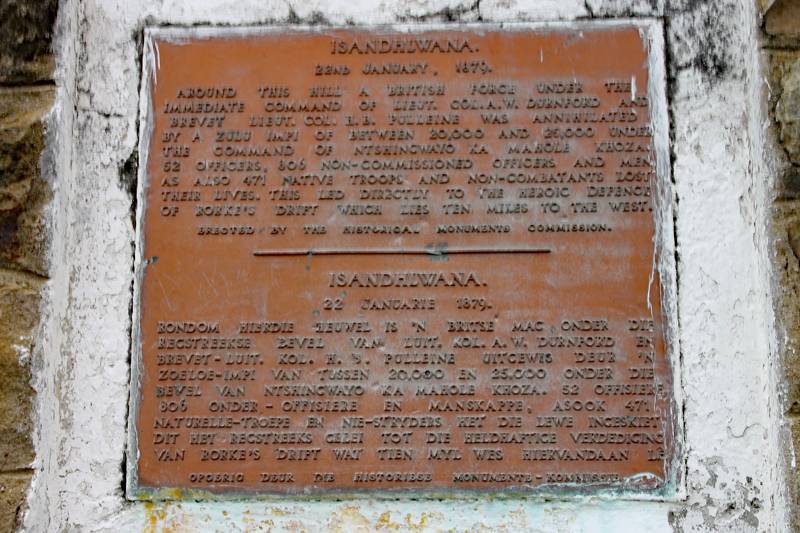 ISANDHLWANA.
22ND JANUARY, 1879.
AROUND THIS HILL A BRITISH FORCE UNDER THE
IMMEDIATE COMMAND OF LIEUT. COL. A.W. DURNFORD AND
BREVET LIEUT. COL. H. B. PULLEINE WAS ANNIHILATED
BY A ZULU IMPI OF BETWEEN 20,000 AND 25,000 UNDER
THE COMMAND OF NTSHINGWAYO KA MAHOLE KHOZA.
52 OFFICERS, 806 NON-COMMISSIONED OFFICERS AND MEN
AS ALSO 471 NATIVE TROOPS AND NON-COMBATANTS LOST
THEIR LIVES. THIS LED DIRECTLY TO THE HEROIC DEFENCE
OF RORKE'S DRIFT WHICH LIES TEN MILES TO THE WEST.
ERECTED BY THE HISTORICAL MONUMENTS COMMISSION.
ISANDHLWANA.
22 JANUARIE 1879.
RONDOM HIERDIE HEUWEL IS 'N BRITSE MAG ONDER DIE
REGSTREEKSE BEVEL VAN LUIT. KOL. A. W. DURNFORD EN
BREVET-LUIT. KOL. H. B. PULLEINE UITGEWIS DEUR 'N
ZOELOE-IMPI VAN TUSSEN 20,000 EN 25,000 ONDER DIE
BEVEL VAN NTSHINGWAYO KA MAHOLE KHOZA. 52 OFFISIERE
806 ONDER-OFFISIERE EN MANSKAPPE, ASOOK 471
NATURELLE-TROEPE EN NIE-STRYDERS HET DIE LEWE INGESKIET
DIT HET REGSTREEKS GELEI TOT DIE HELDHAFTIGE VERDEDIGING
VAN RORKE'S DRIFT WAT TIEN MYL WES HIERVANDAAN LÊ
OPGERIG DEUR DIE HISTORIESE MONUMENTE-KOMMISSIE